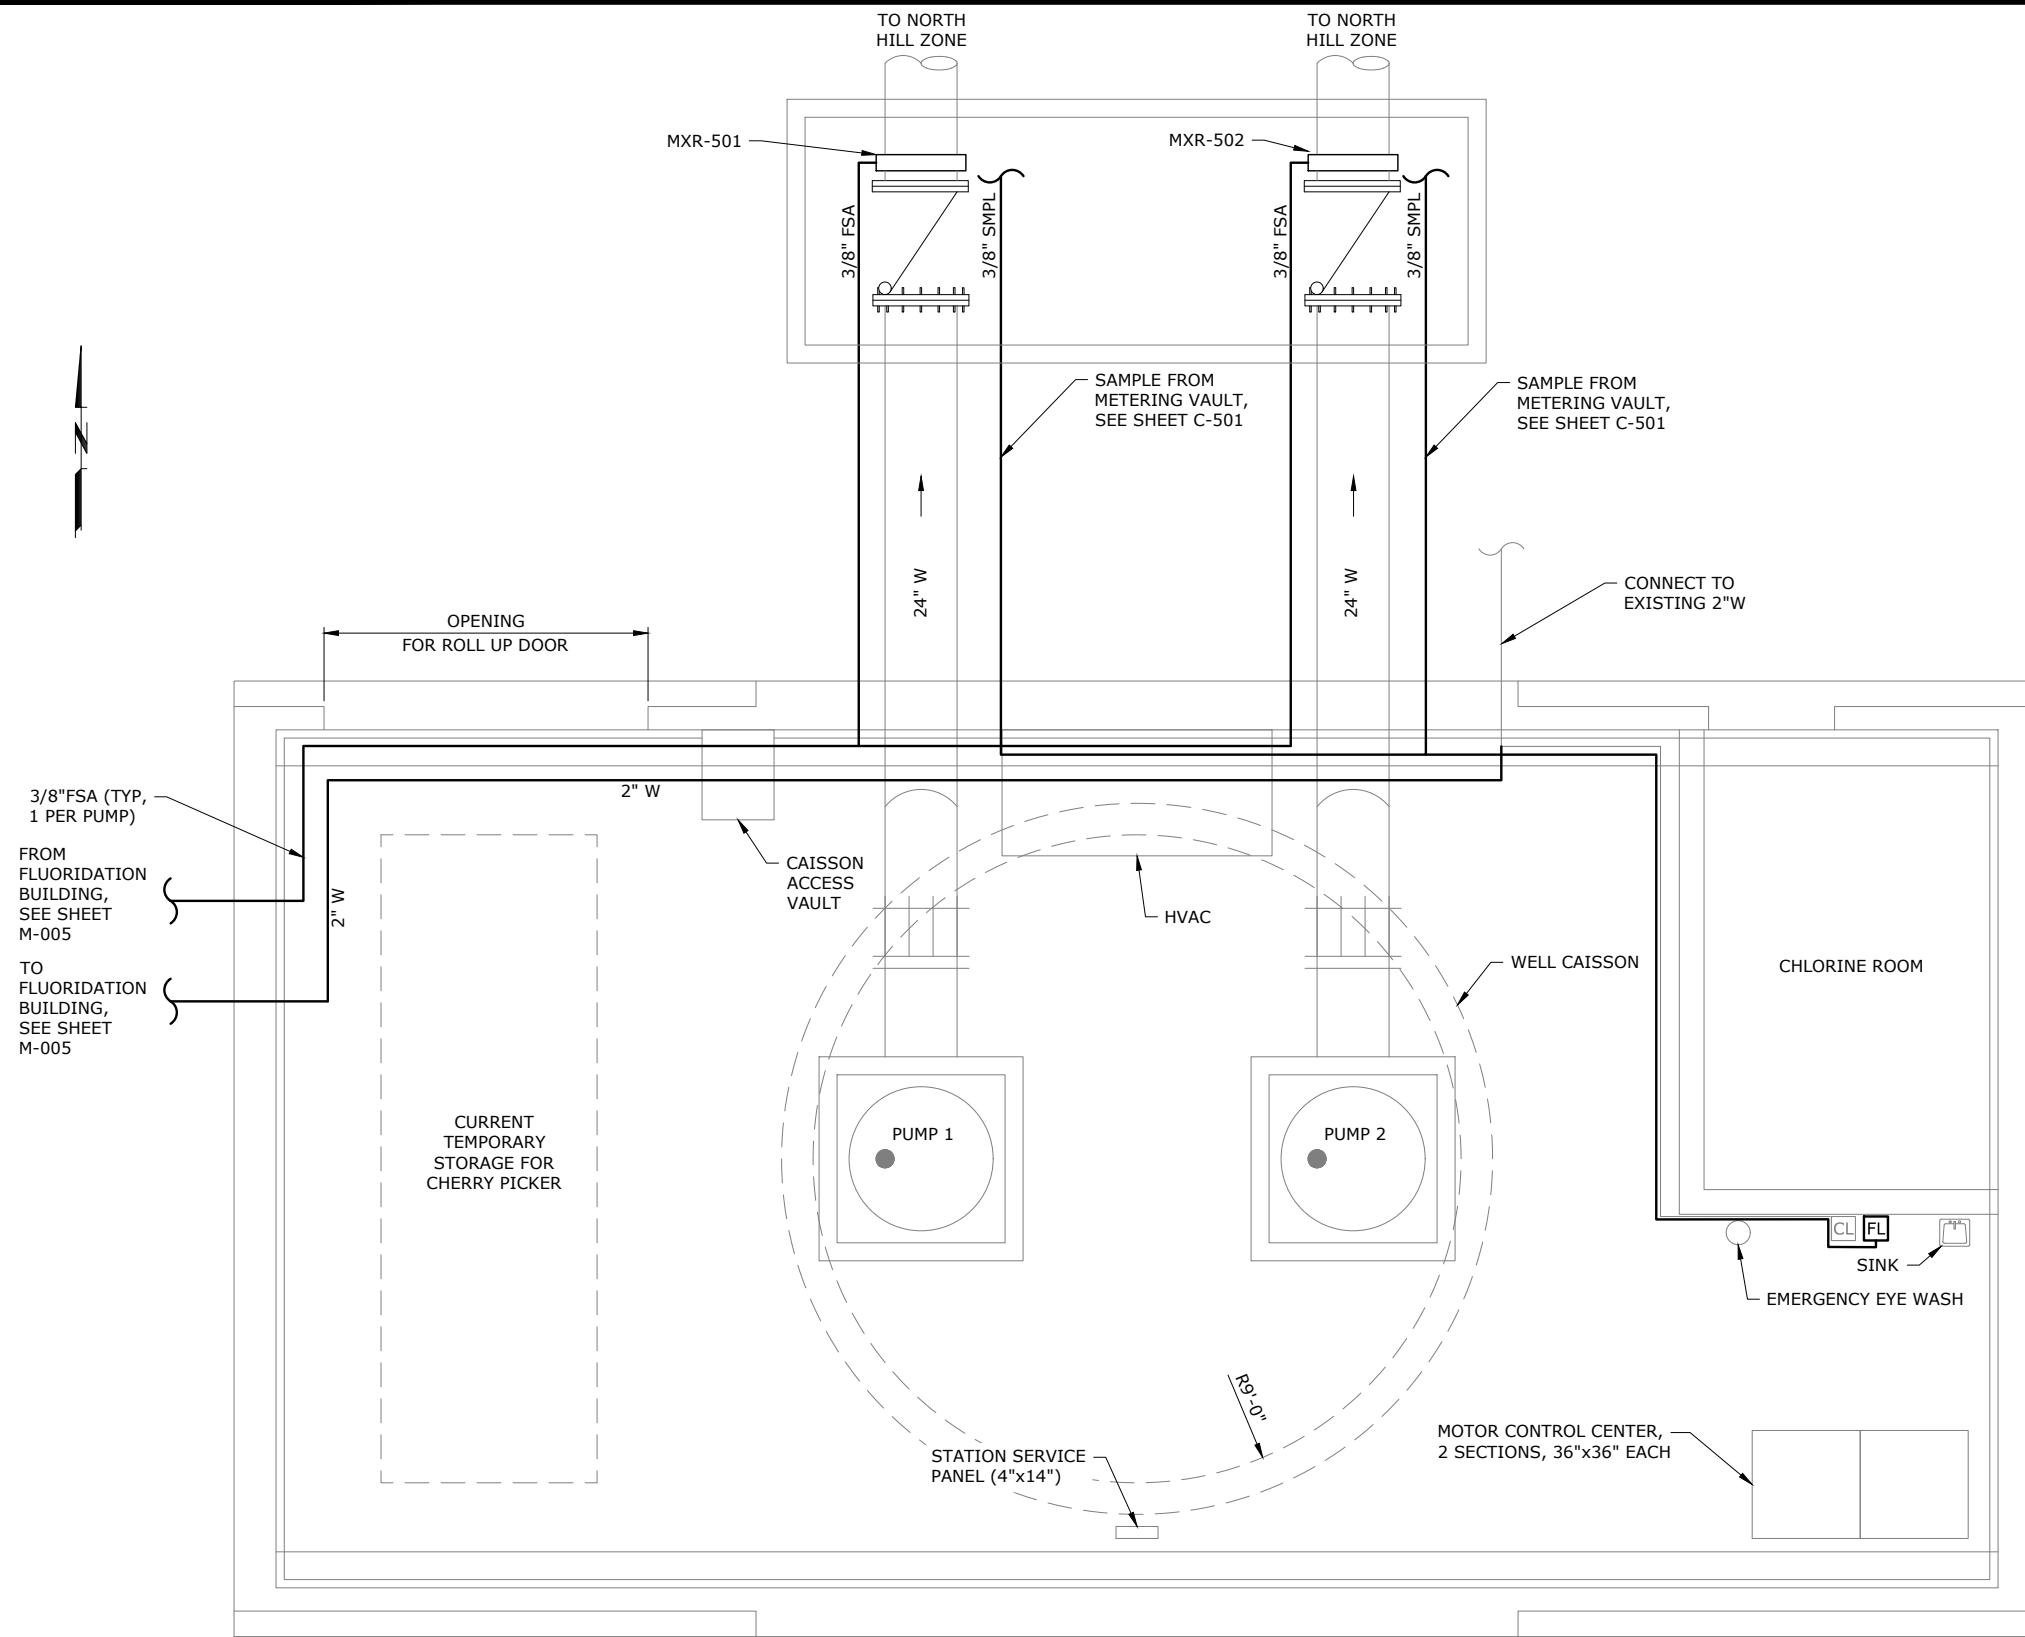 TO NORTH
HILL ZONE
TO NORTH
HILL ZONE
MXR-501
MXR-502
3/8" FSA
3/8" SMPL
3/8" FSA
3/8" SMPL
SAMPLE FROM
METERING VAULT,
SEE SHEET C-501
SAMPLE FROM
METERING VAULT,
SEE SHEET C-501
N
24" W
24" W
CONNECT TO
EXISTING 2"W
OPENING
FOR ROLL UP DOOR
3/8"FSA (TYP,
1 PER PUMP)
2" W
FROM
FLUORIDATION
BUILDING,
SEE SHEET
M-005
2" W
TO
FLUORIDATION
BUILDING,
SEE SHEET
M-005
CAISSON
ACCESS
VAULT
HVAC
WELL CAISSON
CHLORINE ROOM
CURRENT
TEMPORARY
STORAGE FOR
CHERRY PICKER
PUMP 1
PUMP 2
CL
FL
SINK
EMERGENCY EYE WASH
R9'-0"
STATION SERVICE
PANEL (4"x14")
MOTOR CONTROL CENTER,
2 SECTIONS, 36"x36" EACH